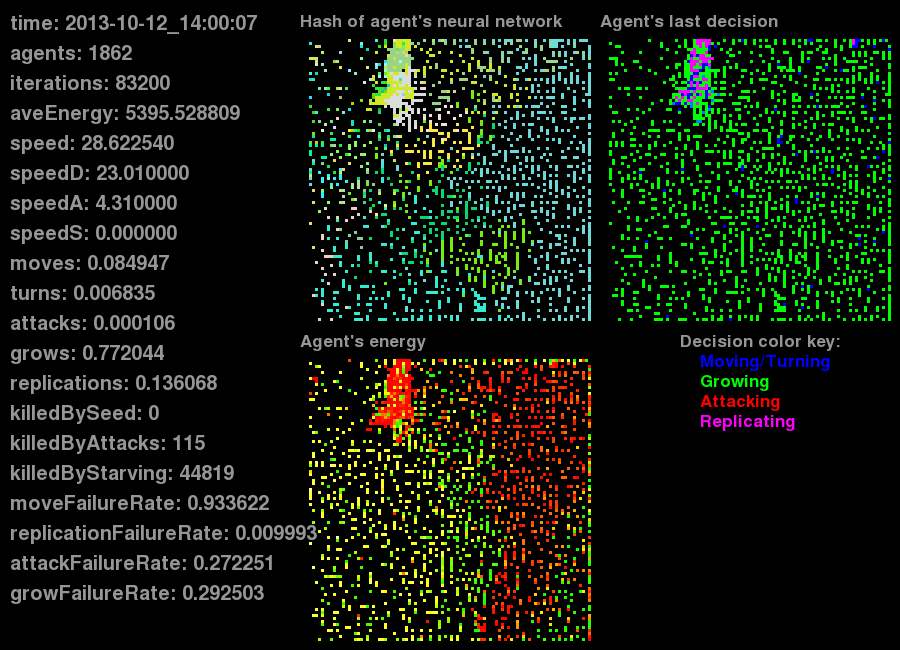 time: 2013-10-12_14:00:07
agents: 1862
iterations: 83200
aveEnergy: 5395.528809
speed: 28.622540
speedD: 23.010000
speedA: 4.310000
speedS: 0.000000
moves: 0.084947
turns: 0.006835
attacks: 0.000106
grows: 0.772044
replications: 0.136068
killedBySeed: 0
killedByAttacks: 115
killedByStarving: 44819
moveFailureRate: 0.933622
replicationFailureRate: 0.009993
attackFailureRate: 0.272251
growFailureRate: 0.292503
Hash of agent's neural network
Agent's last decision
Agent's energy
Decision color key:
Moving/Turning
Growing
Attacking
Replicating